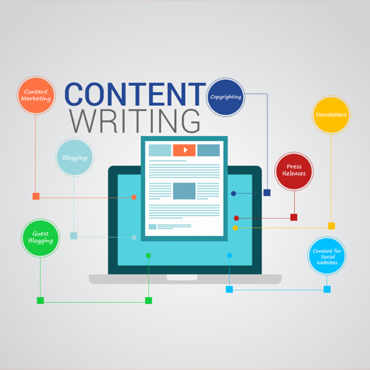 CONTENT
WRITING
Content
Marketing
Copyrighting
Newsletters
Blogging
Press
Releases
Guest
Blogging
Content for
Social
websites